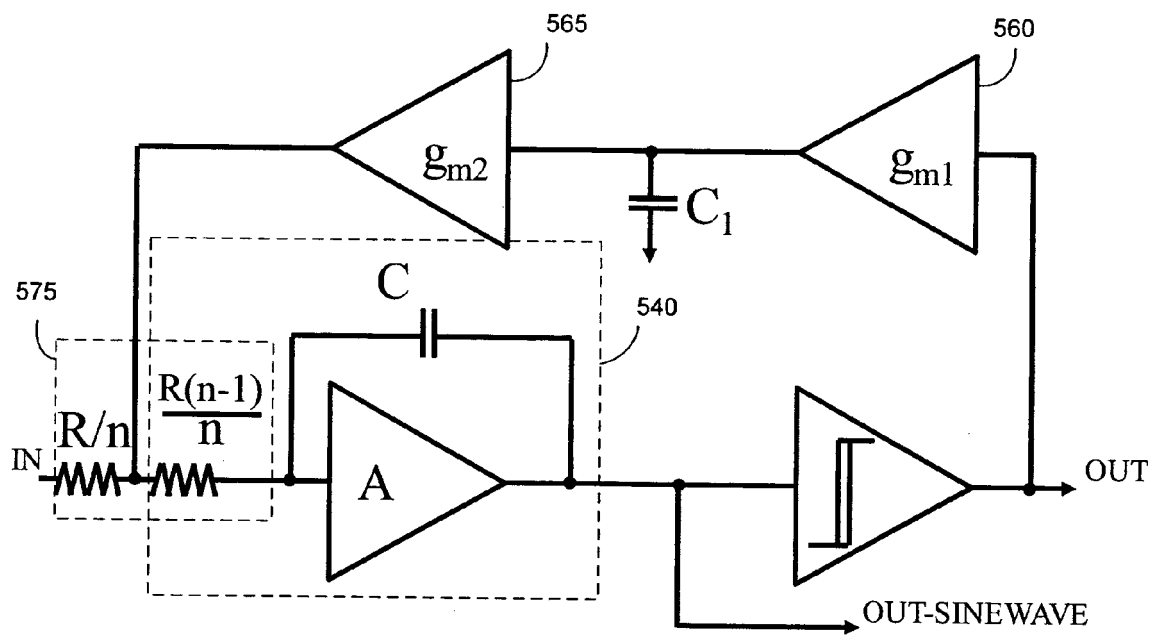 565
560
g_m2
g_m1
C_1
575
C
540
R(n-1)
n
R/n
IN
A
OUT
OUT-SINEWAVE